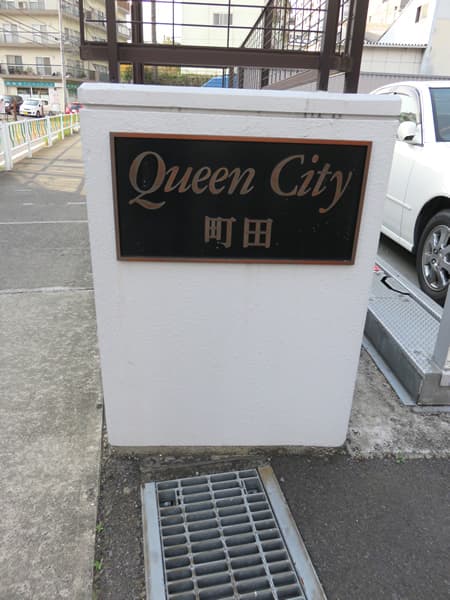 Queen City
町田